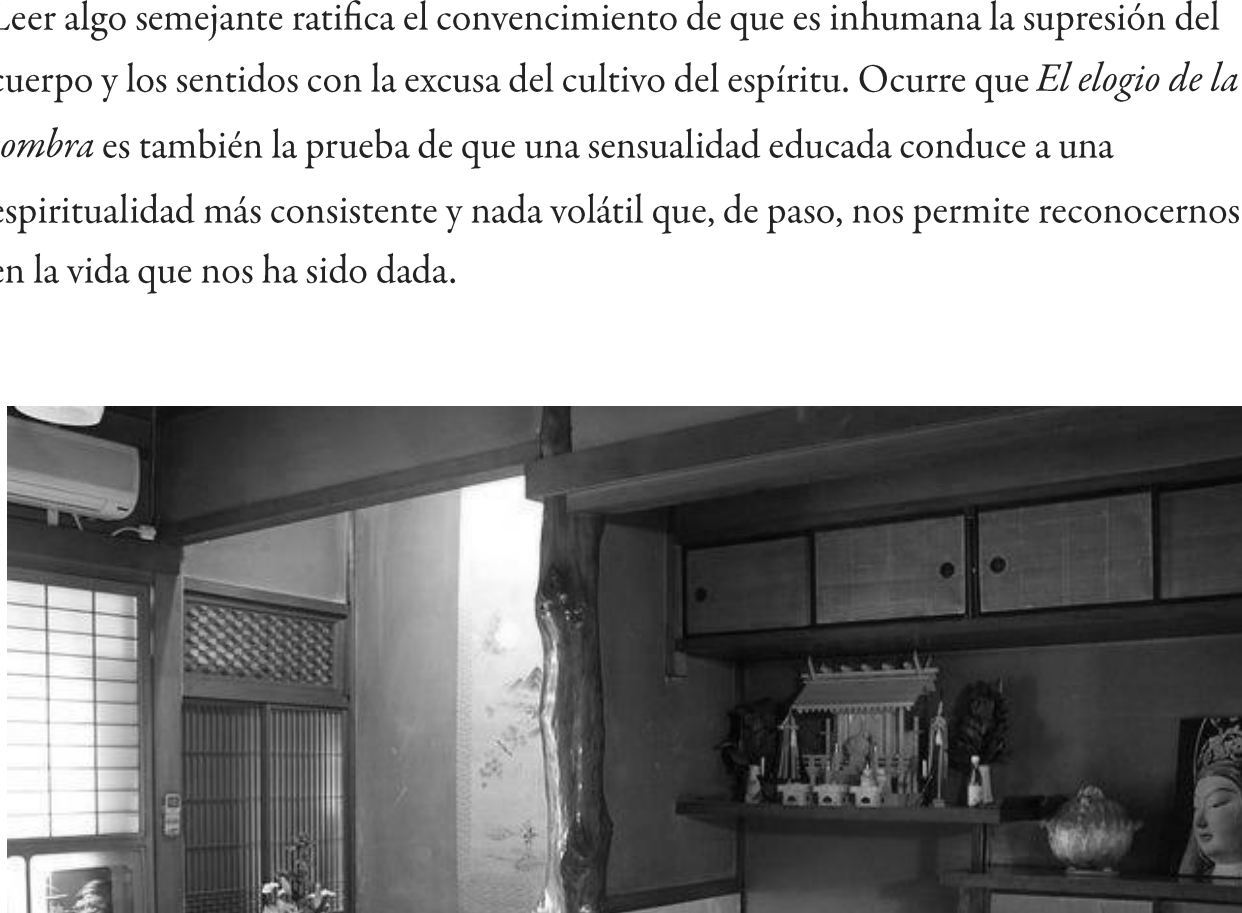 Leer algo semejante ratifica el convencimiento de que es inhumana la supresión del
cuerpo y los sentidos con la excusa del cultivo del espíritu. Ocurre que El elogio de la
sombra es también la prueba de que una sensualidad educada conduce a una
espiritualidad más consistente y nada volátil que, de paso, nos permite reconocernos
en la vida que nos ha sido dada.